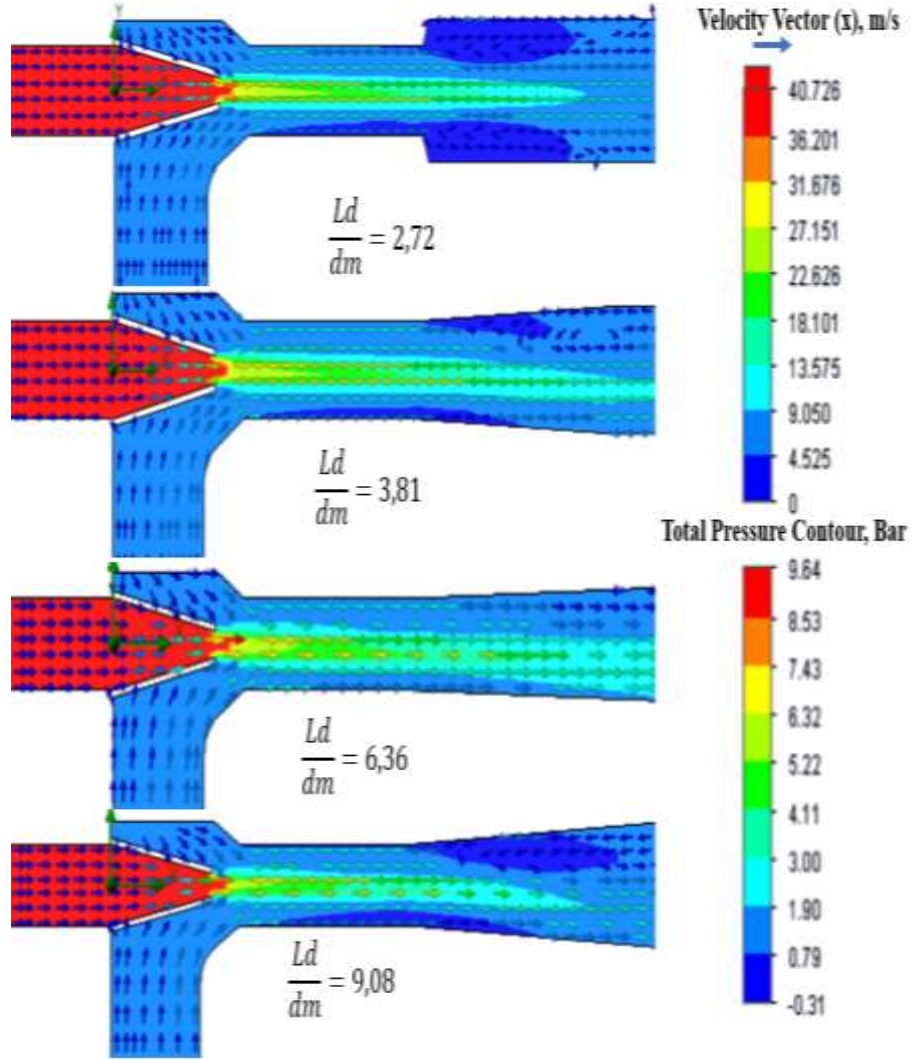 Velocity Vector (x), m/s
40.726
36.201
31.676
27.151
22.626
18.101
13.575
9.050
4.525
0
Ld
dm = 2,72
Ld
dm = 3,81
Total Pressure Contour, Bar
9.64
8.53
7.43
6.32
5.22
4.11
3.00
1.90
0.79
-0.31
Ld
dm = 6,36
Ld
dm = 9,08